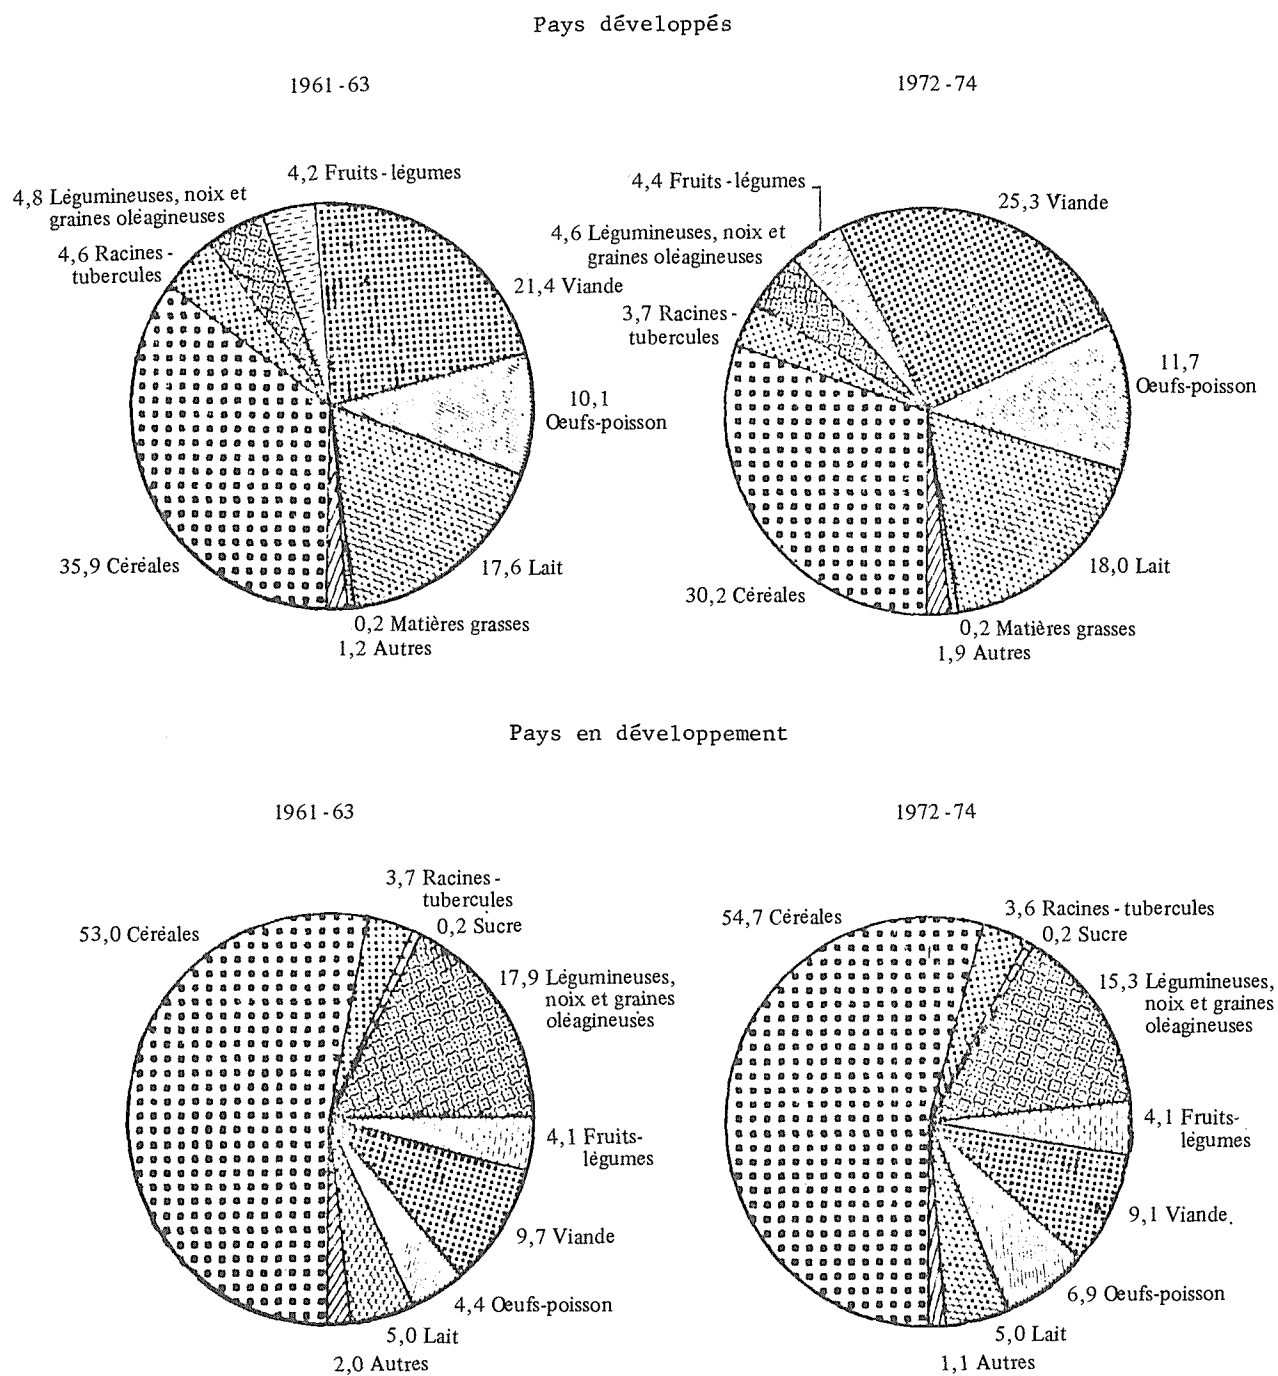 Pays développés
1961-63
4,2 Fruits-légumes
4,8 Légumineuses, noix et
graines oléagineuses
4,6 Racines-
tubercules
21,4 Viande
10,1
Œufs-poisson
35,9 Céréales
17,6 Lait
0,2 Matières grasses
1,2 Autres
1972-74
4,4 Fruits-légumes
25,3 Viande
4,6 Légumineuses, noix et
graines oléagineuses
3,7 Racines-
tubercules
11,7
Œufs-poisson
30,2 Céréales
18,0 Lait
0,2 Matières grasses
1,9 Autres
Pays en développement
1961-63
3,7 Racines-
tubercules
0,2 Sucre
53,0 Céréales
17,9 Légumineuses,
noix et graines
oléagineuses
4,1 Fruits-
légumes
9,7 Viande
4,4 Œufs-poisson
5,0 Lait
2,0 Autres
1972-74
54,7 Céréales
3,6 Racines-tubercules
0,2 Sucre
15,3 Légumineuses,
noix et graines
oléagineuses
4,1 Fruits-
légumes
9,1 Viande
6,9 Œufs-poisson
5,0 Lait
1,1 Autres